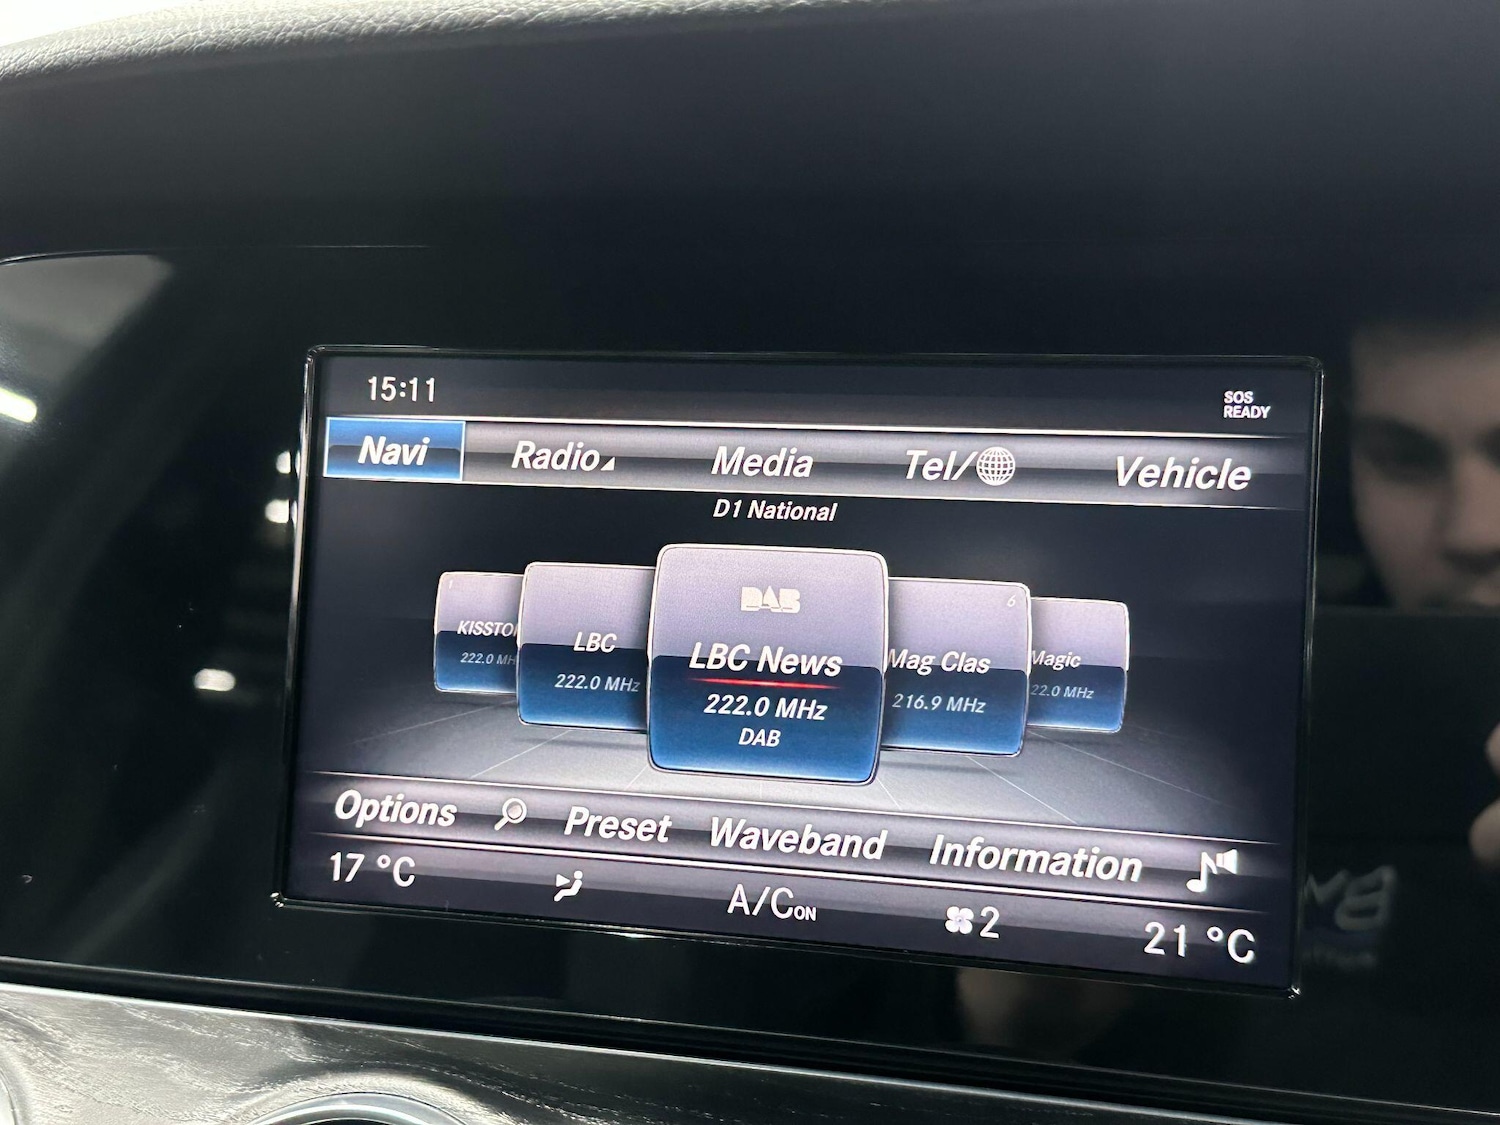 15:11
SOS
READY
Navi Radio Media Tel/ Vehicle
D1 National
DAB
KISSTO
222.0 MH
LBC
222.0 MHz
LBC News
222.0 MHz
DAB
6
Mag Clas
216.9 MHz
Magic
22.0 MHz
Options Preset Waveband Information
17 °C A/C ON 2 21 °C